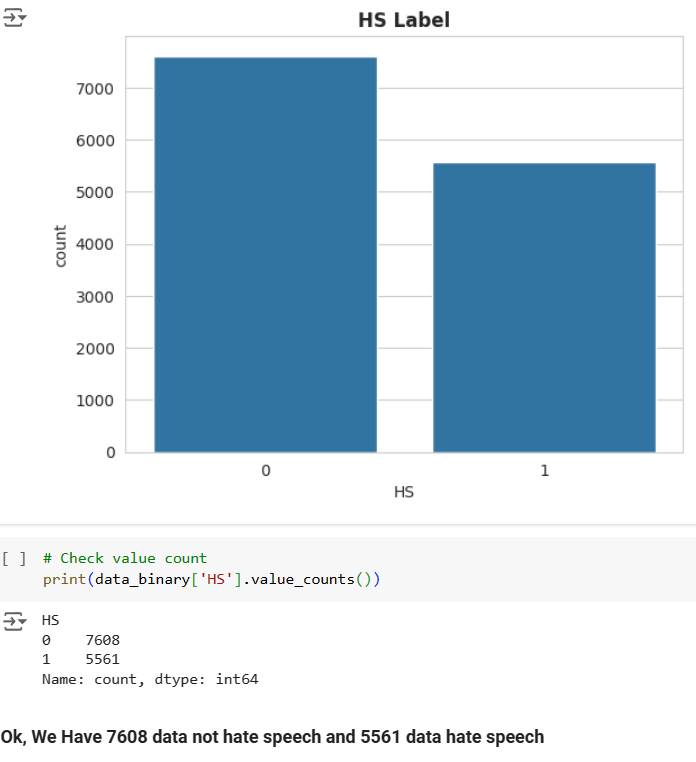 HS Label
7000
6000
5000
4000
3000
2000
1000
0
count
0 1
HS
[ ] # Check value count
print(data_binary['HS'].value_counts())
HS
0 7608
1 5561
Name: count, dtype: int64
Ok, We Have 7608 data not hate speech and 5561 data hate speech